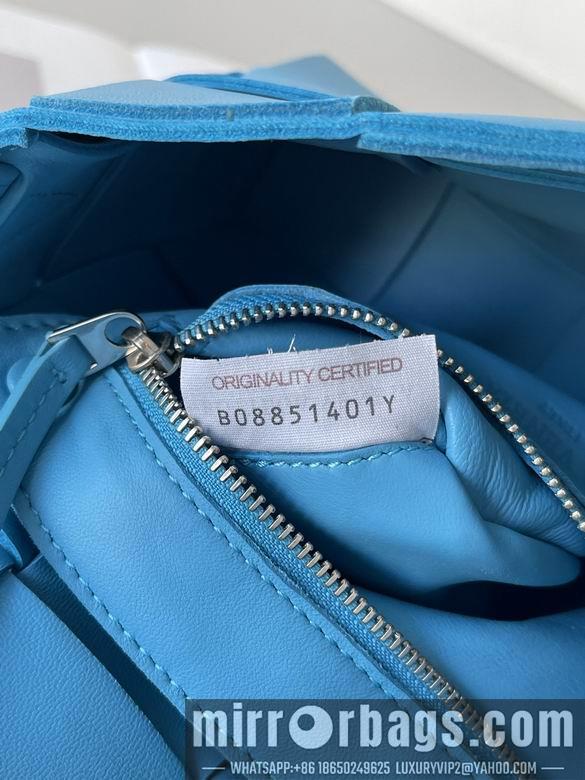 ORIGINALITY CERTIFIED
B08851401Y
mirrorbags.com
WHATSAPP:+86 18650249625 LUXURYVIP2@YAHOO.COM